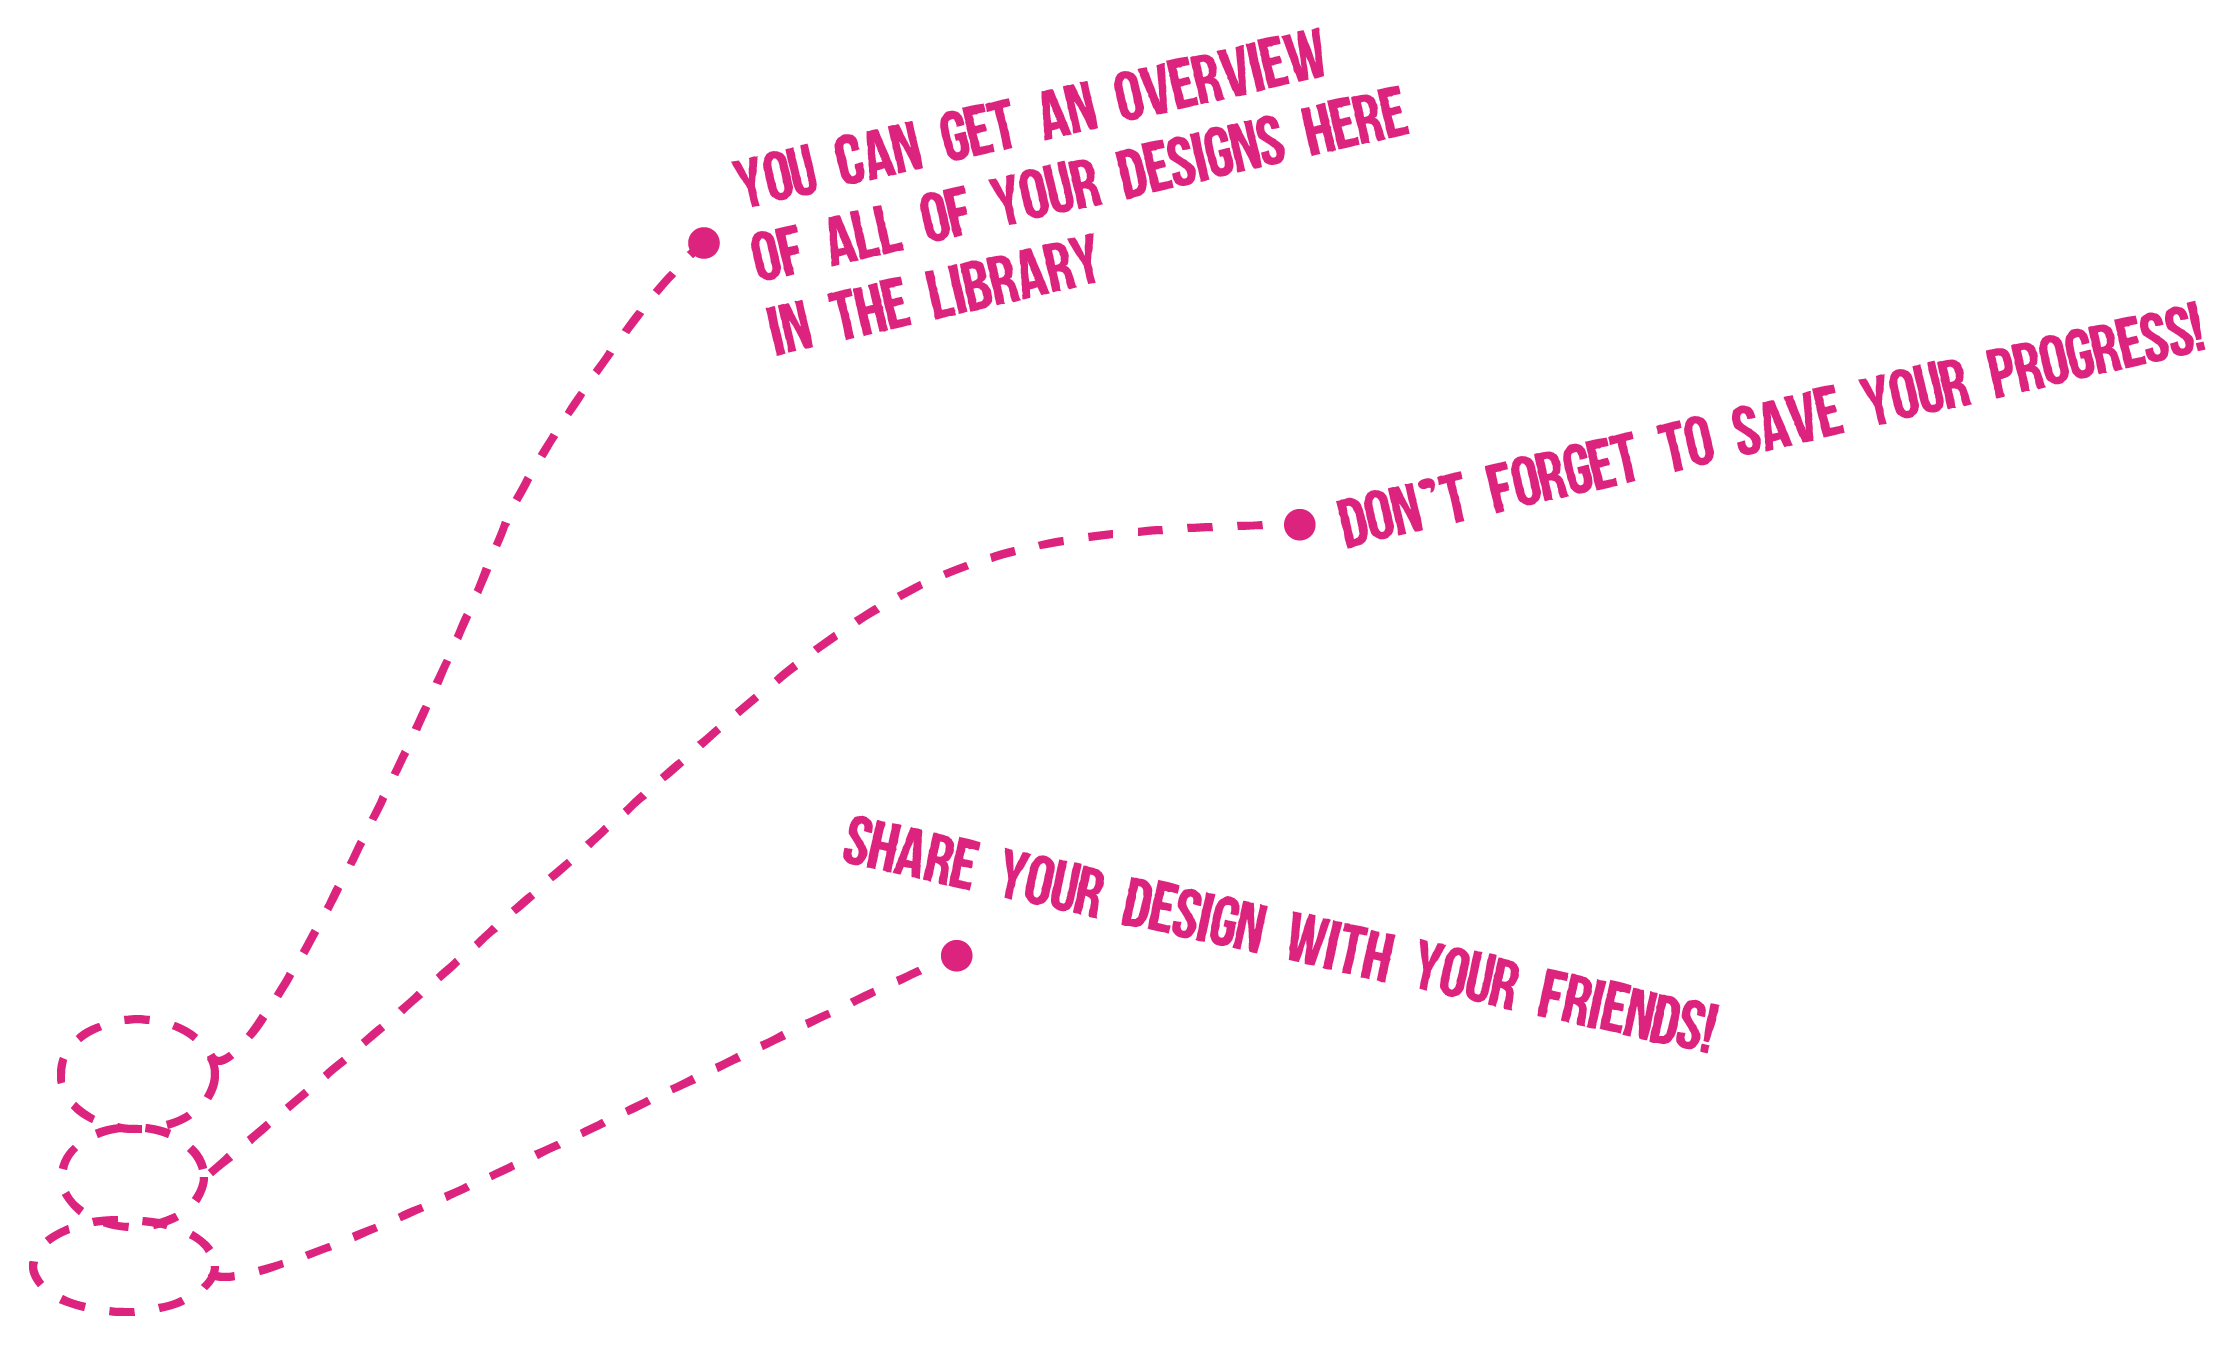 YOU CAN GET AN OVERVIEW
OF ALL OF YOUR DESIGNS HERE
IN THE LIBRARY
DON'T FORGET TO SAVE YOUR PROGRESS!
SHARE YOUR DESIGN WITH YOUR FRIENDS!